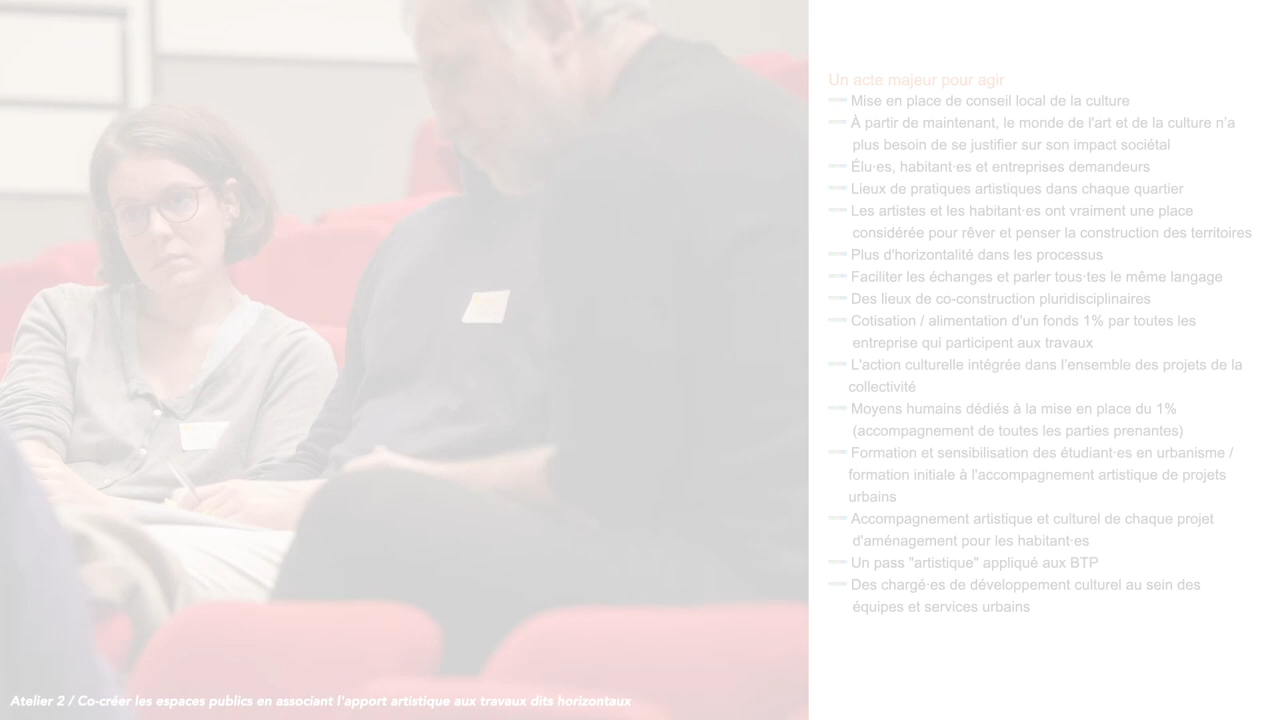 Un acte majeur pour agir
Mise en place de conseil local de la culture
À partir de maintenant, le monde de l'art et de la culture n'a
plus besoin de se justifier sur son impact sociétal
Élu·es, habitant·es et entreprises demandeurs
Lieux de pratiques artistiques dans chaque quartier
Les artistes et les habitant·es ont vraiment une place
considérée pour rêver et penser la construction des territoires
Plus d'horizontalité dans les processus
Faciliter les échanges et parler tous·tes le même langage
Des lieux de co-construction pluridisciplinaires
Cotisation / alimentation d'un fonds 1% par toutes les
entreprise qui participent aux travaux
L'action culturelle intégrée dans l'ensemble des projets de la
collectivité
Moyens humains dédiés à la mise en place du 1%
(accompagnement de toutes les parties prenantes)
Formation et sensibilisation des étudiant·es en urbanisme /
formation initiale à l'accompagnement artistique de projets
urbains
Accompagnement artistique et culturel de chaque projet
d'aménagement pour les habitant·es
Un pass "artistique" appliqué aux BTP
Des chargé·es de développement culturel au sein des
équipes et services urbains
Atelier 2 / Co-créer les espaces publics en associant l'apport artistique aux travaux dits horizontaux